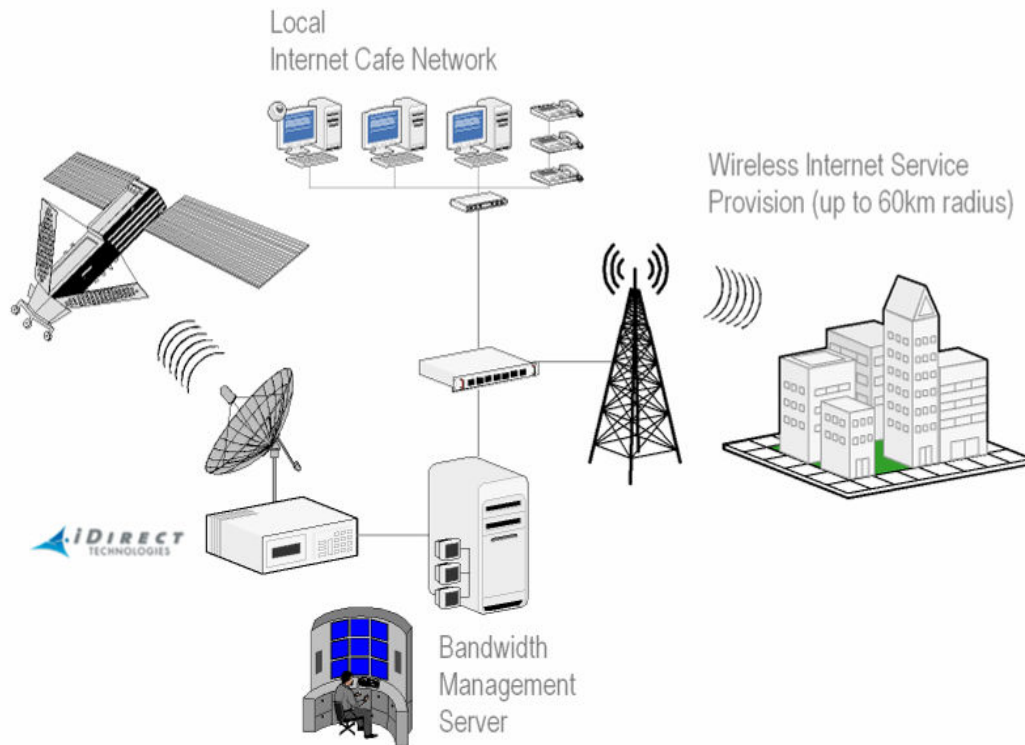 Local
Internet Cafe Network
Wireless Internet Service
Provision (up to 60km radius)
iDIRECT
TECHNOLOGIES
Bandwidth
Management
Server